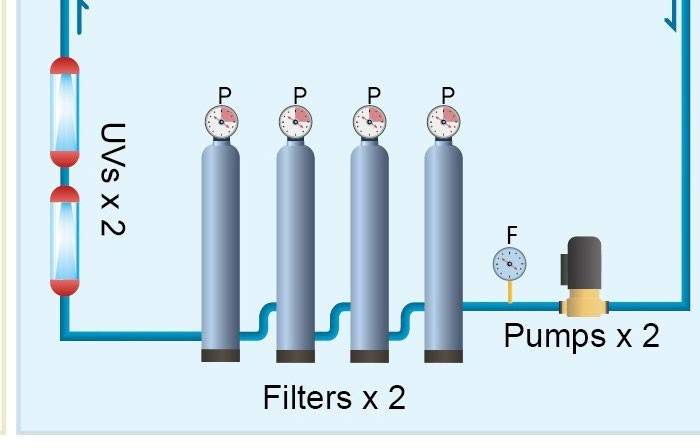 P P P P
UVs x 2
F
Pumps x 2
Filters x 2